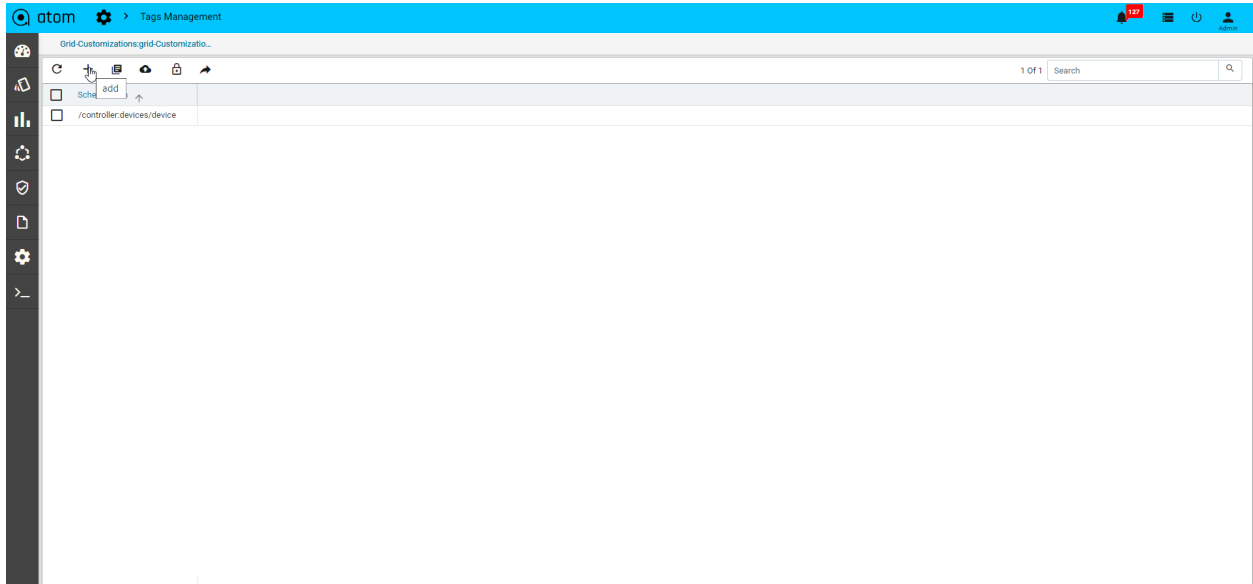 atom > Tags Management 127
Admin
Grid-Customizations:grid-Customizatio...
1 Of 1 Search
add
/controller:devices/device
>_